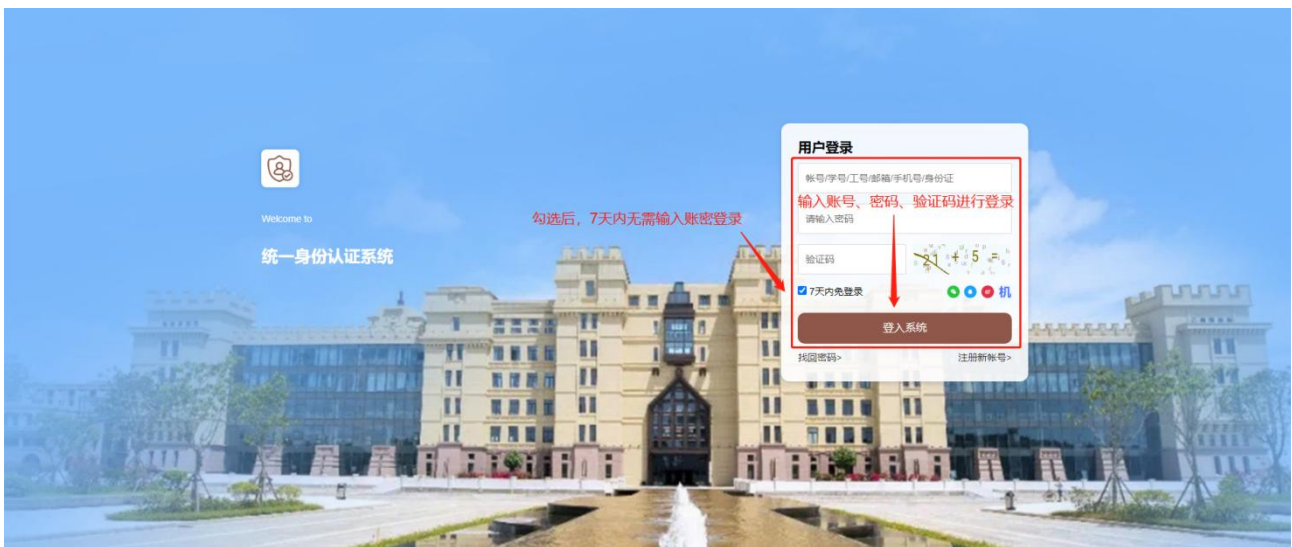 用户登录
帐号/学号/工号/邮箱/手机号/身份证
输入账号、密码、验证码进行登录
Welcome to
勾选后，7天内无需输入账密登录
请输入密码
统一身份认证系统
验证码
21 + 5 =
7天内免登录
机
登入系统
找回密码>
注册新帐号>